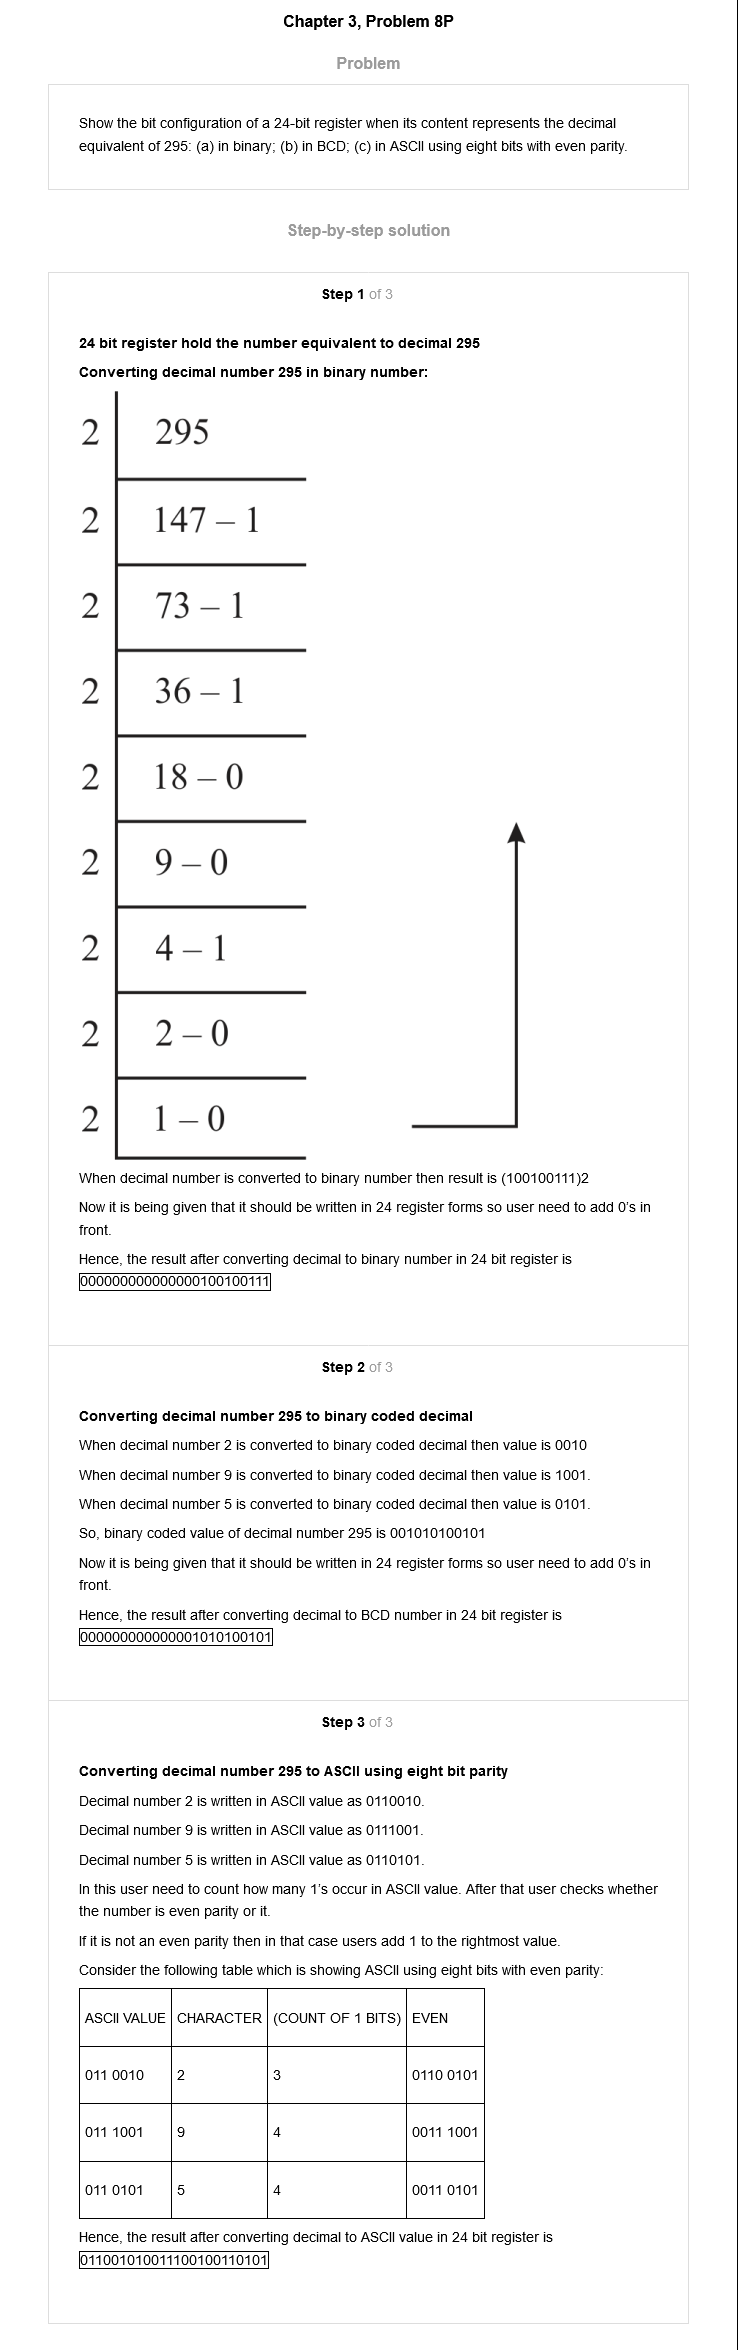 Chapter 3, Problem 8P
Problem
Show the bit configuration of a 24-bit register when its content represents the decimal
equivalent of 295: (a) in binary; (b) in BCD; (c) in ASCII using eight bits with even parity.
Step-by-step solution
Step 1 of 3
24 bit register hold the number equivalent to decimal 295
Converting decimal number 295 in binary number:
2 295
2 147 – 1
2 73 – 1
2 36 – 1
2 18 – 0
2 9 – 0
2 4 – 1
2 2 – 0
2 1 – 0
When decimal number is converted to binary number then result is (100100111)2
Now it is being given that it should be written in 24 register forms so user need to add 0's in
front.
Hence, the result after converting decimal to binary number in 24 bit register is
000000000000000100100111
Step 2 of 3
Converting decimal number 295 to binary coded decimal
When decimal number 2 is converted to binary coded decimal then value is 0010
When decimal number 9 is converted to binary coded decimal then value is 1001.
When decimal number 5 is converted to binary coded decimal then value is 0101.
So, binary coded value of decimal number 295 is 001010100101
Now it is being given that it should be written in 24 register forms so user need to add 0's in
front.
Hence, the result after converting decimal to BCD number in 24 bit register is
000000000000001010100101
Step 3 of 3
Converting decimal number 295 to ASCII using eight bit parity
Decimal number 2 is written in ASCII value as 0110010.
Decimal number 9 is written in ASCII value as 0111001.
Decimal number 5 is written in ASCII value as 0110101.
In this user need to count how many 1's occur in ASCII value. After that user checks whether
the number is even parity or it.
If it is not an even parity then in that case users add 1 to the rightmost value.
Consider the following table which is showing ASCII using eight bits with even parity:
ASCII VALUE CHARACTER (COUNT OF 1 BITS) EVEN
011 0010 2 3 0110 0101
011 1001 9 4 0011 1001
011 0101 5 4 0011 0101
Hence, the result after converting decimal to ASCII value in 24 bit register is
011001010011100100110101